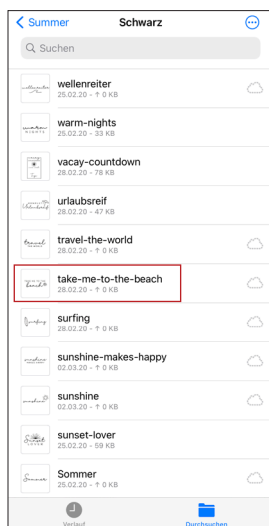 Summer
Schwarz
Suchen
wellenreiter
25.02.20 – ↑ 0 KB
warm-nights
25.02.20 – 33 KB
vacay-countdown
28.02.20 – 78 KB
urlaubsreif
28.02.20 – 47 KB
travel-the-world
28.02.20 – ↑ 0 KB
take-me-to-the-beach
28.02.20 – ↑ 0 KB
surfing
28.02.20 – ↑ 0 KB
sunshine-makes-happy
02.03.20 – ↑ 0 KB
sunshine
02.03.20 – ↑ 0 KB
sunset-lover
25.02.20 – 59 KB
Sommer
25.02.20 – ↑ 0 KB
Verlauf
Durchsuchen